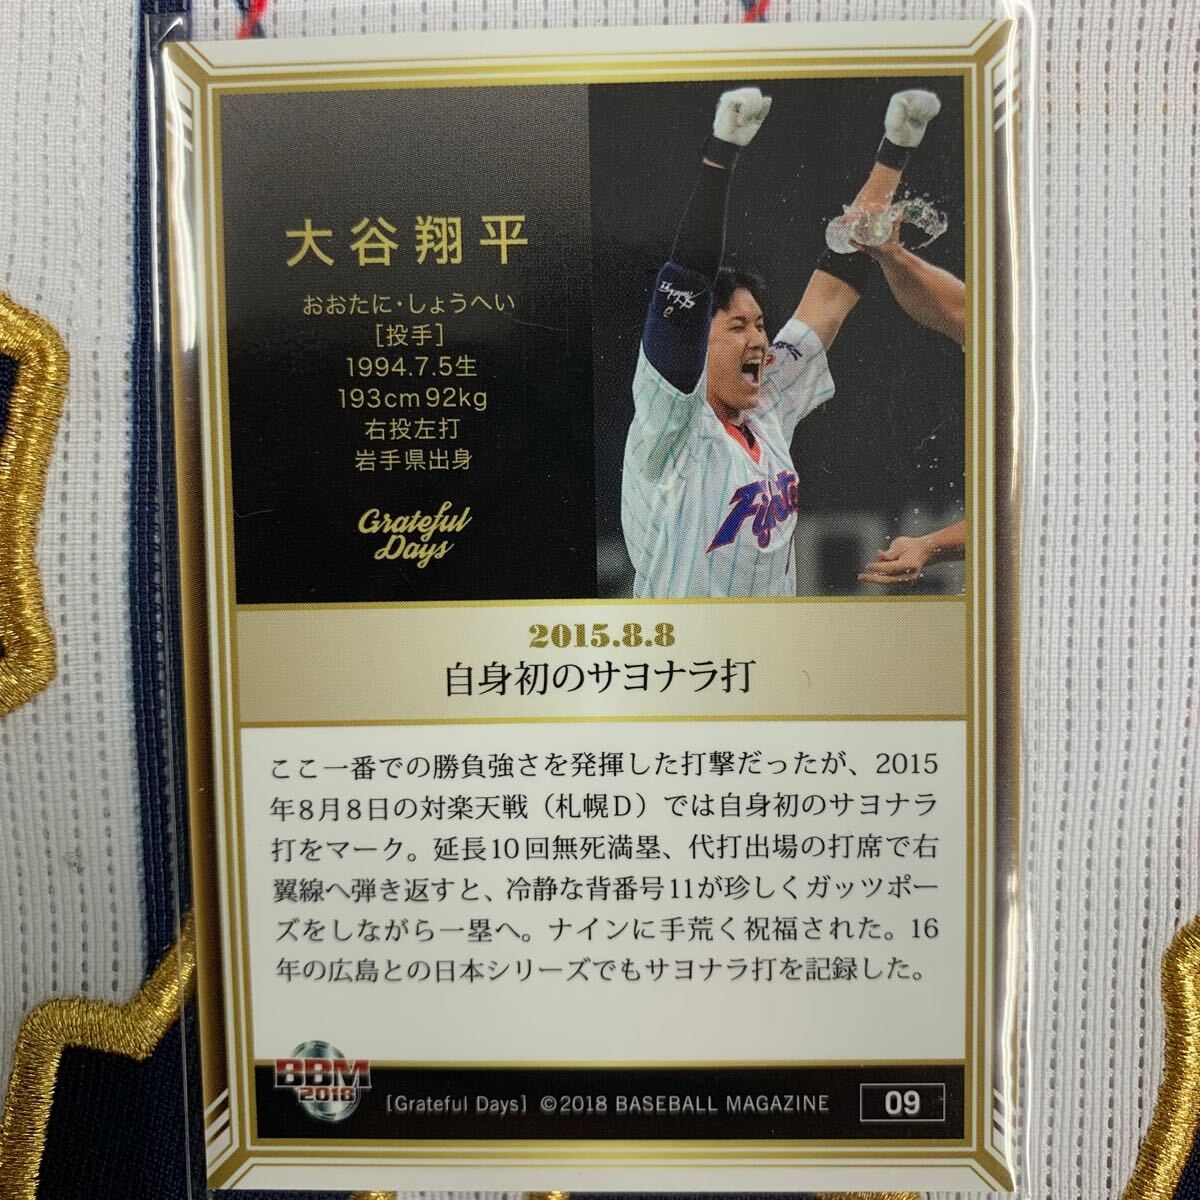 大谷翔平
おおたに・しょうへい
[投手]
1994.7.5生
193cm 92kg
右投左打
岩手県出身
Grateful
Days
2015.8.8
自身初のサヨナラ打
ここ一番での勝負強さを発揮した打撃だったが、2015
年8月8日の対楽天戦（札幌D）では自身初のサヨナラ
打をマーク。延長10回無死満塁、代打出場の打席で右
翼線へ弾き返すと、冷静な背番号11が珍しくガッツポー
ズをしながら一塁へ。ナインに手荒く祝福された。16
年の広島との日本シリーズでもサヨナラ打を記録した。
BBM
2018
[Grateful Days] ©2018 BASEBALL MAGAZINE
09